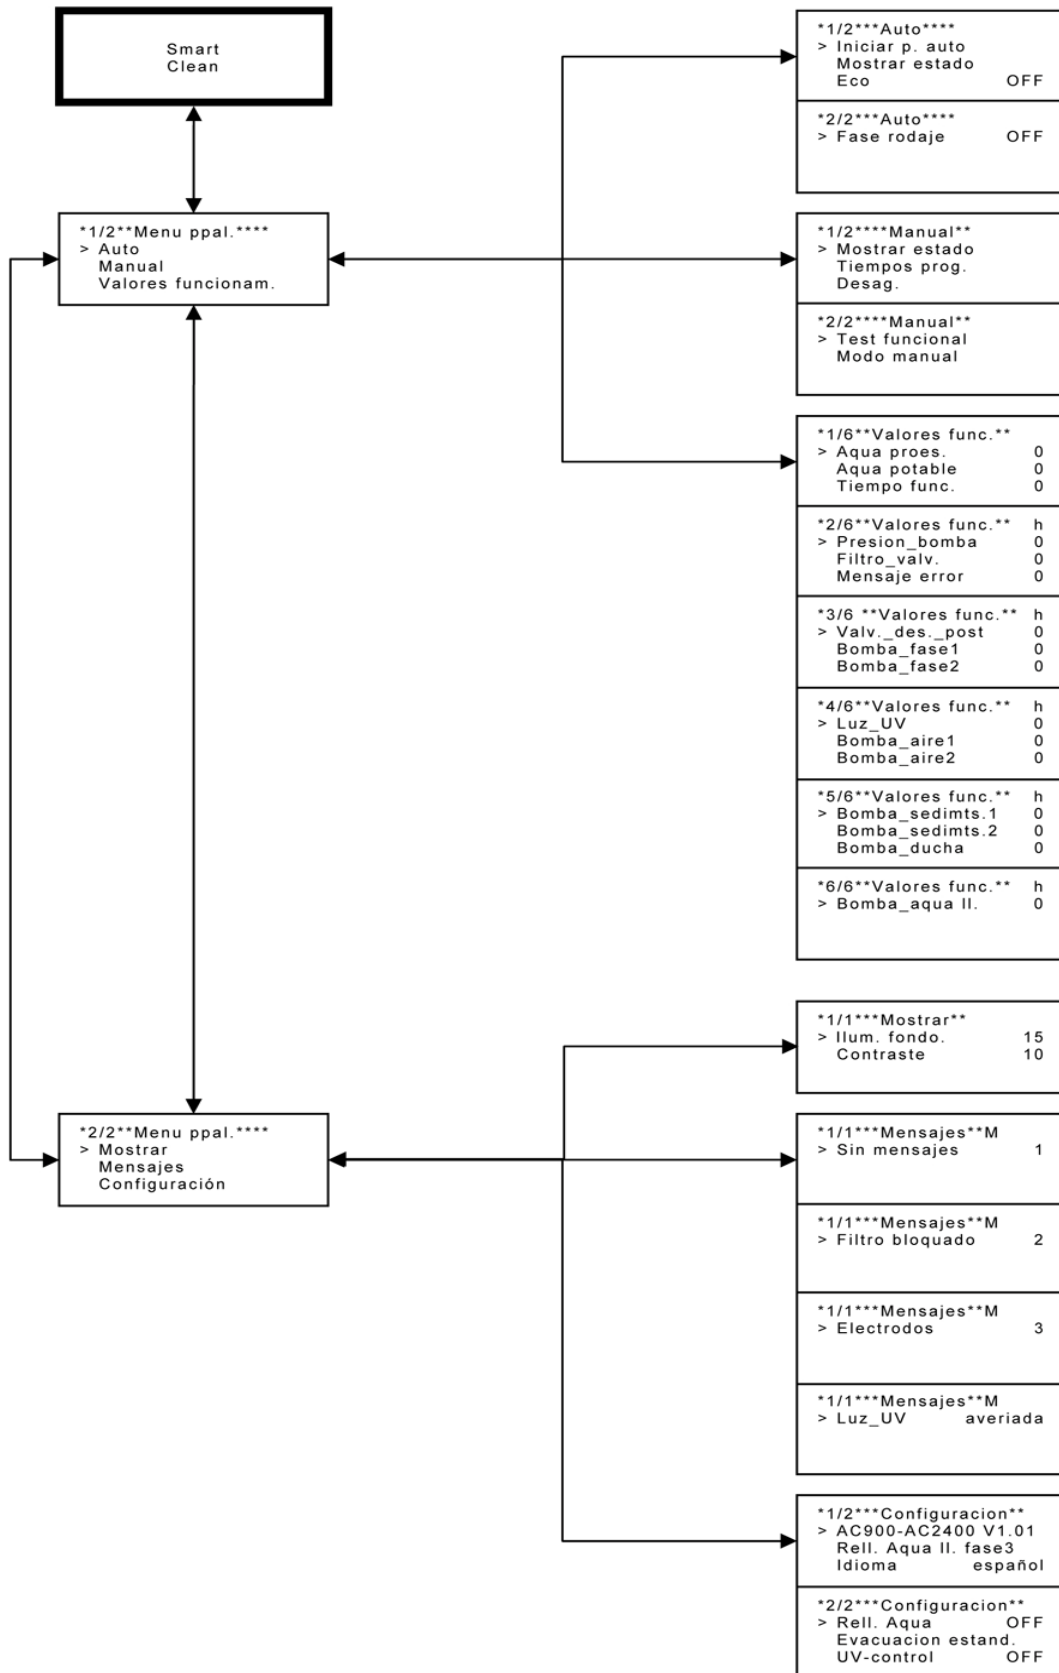 Smart
Clean
*1/2**Menu ppal.****
> Auto
Manual
Valores funcionam.
*2/2**Menu ppal.****
> Mostrar
Mensajes
Configuración
*1/2***Auto****
> Iniciar p. auto
Mostrar estado
Eco OFF
*2/2***Auto****
> Fase rodaje OFF
*1/2****Manual**
> Mostrar estado
Tiempos prog.
Desag.
*2/2****Manual**
> Test funcional
Modo manual
*1/6**Valores func.**
> Aqua proes. 0
Aqua potable 0
Tiempo func. 0
*2/6**Valores func.** h
> Presion_bomba 0
Filtro_valv. 0
Mensaje error 0
*3/6 **Valores func.** h
> Valv._des._post 0
Bomba_fase1 0
Bomba_fase2 0
*4/6**Valores func.** h
> Luz_UV 0
Bomba_aire1 0
Bomba_aire2 0
*5/6**Valores func.** h
> Bomba_sedimts.1 0
Bomba_sedimts.2 0
Bomba_ducha 0
*6/6**Valores func.** h
> Bomba_aqua ll. 0
*1/1***Mostrar**
> Ilum. fondo. 15
Contraste 10
*1/1***Mensajes**M
> Sin mensajes 1
*1/1***Mensajes**M
> Filtro bloquado 2
*1/1***Mensajes**M
> Electrodos 3
*1/1***Mensajes**M
> Luz_UV averiada
*1/2***Configuracion**
> AC900-AC2400 V1.01
Rell. Aqua ll. fase3
Idioma español
*2/2***Configuracion**
> Rell. Aqua OFF
Evacuacion estand.
UV-control OFF